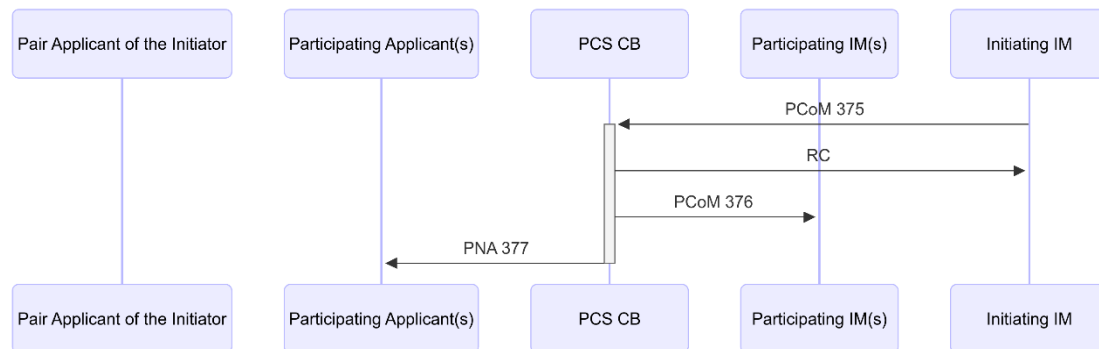 Pair Applicant of the Initiator
Participating Applicant(s)
PCS CB
Participating IM(s)
Initiating IM
PCoM 375
RC
PCoM 376
PNA 377
Pair Applicant of the Initiator
Participating Applicant(s)
PCS CB
Participating IM(s)
Initiating IM